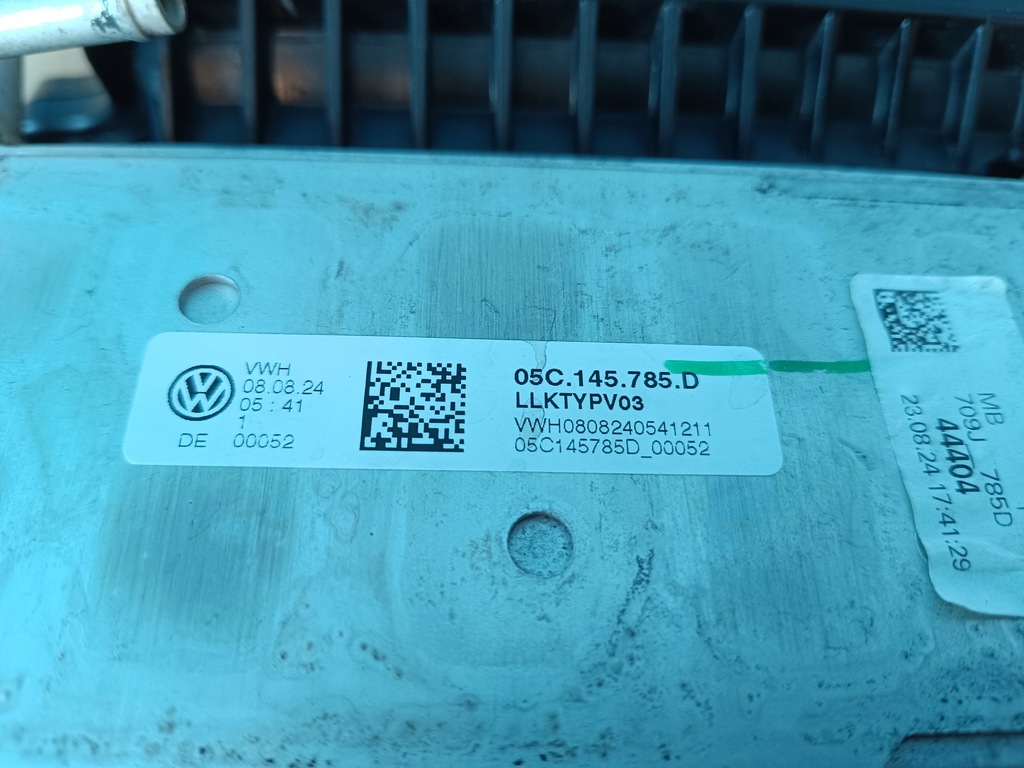 VWH
08.08.24
05 : 41
1
DE 00052
05C.145.785.D
LLKTYPV03
VWH0808240541211
05C145785D_00052
MB
709J 785D
44404
23.08.24 17:41:29